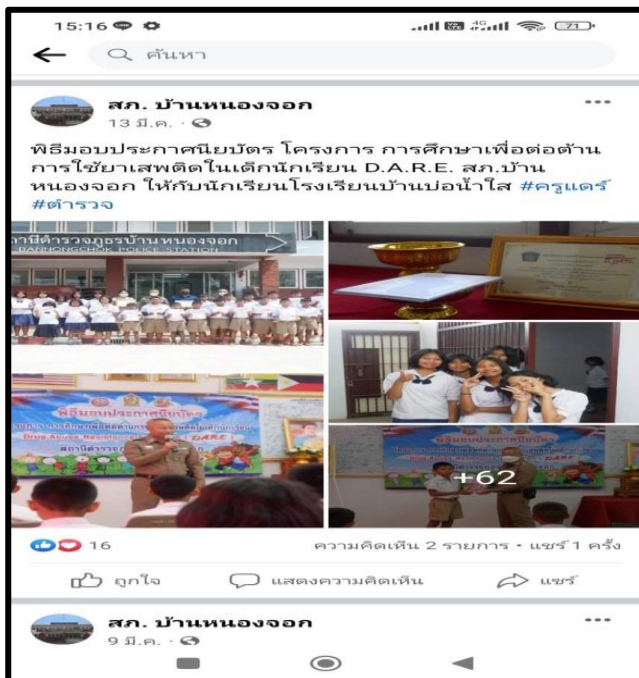 15:16
4G
71
ค้นหา
สภ. บ้านหนองจอก
13 มี.ค.
พิธีมอบประกาศนียบัตร โครงการ การศึกษาเพื่อต่อต้าน
การใช้ยาเสพติดในเด็กนักเรียน D.A.R.E. สภ.บ้าน
หนองจอก ให้กับนักเรียนโรงเรียนบ้านบ่อน้ำใส #ครูแดร์
#ตำรวจ
สถานีตำรวจภูธรบ้านหนองจอก
BANNONGCHOK POLICE STATION
พิธีมอบประกาศนียบัตร
+62
16
ความคิดเห็น 2 รายการ · แชร์ 1 ครั้ง
ถูกใจ
แสดงความคิดเห็น
แชร์
สภ. บ้านหนองจอก
9 มี.ค.